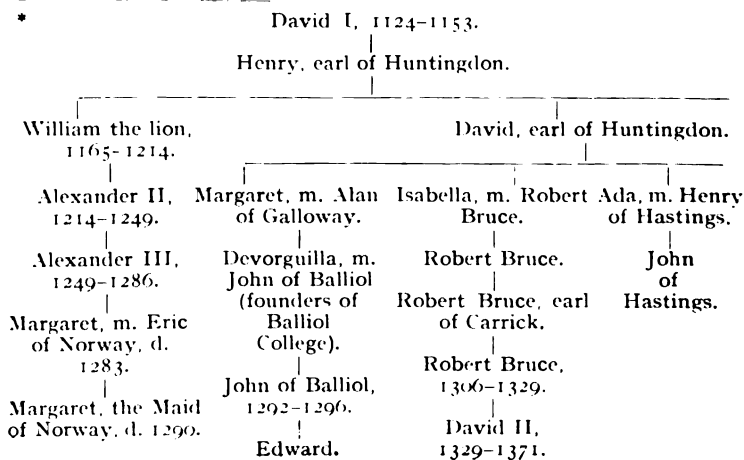 *
David I, 1124–1153.
Henry, earl of Huntingdon.
William the lion,
1165-1214.
David, earl of Huntingdon.
Alexander II,
1214–1249.
Margaret, m. Alan
of Galloway.
Isabella, m. Robert
Bruce.
Ada, m. Henry
of Hastings.
Alexander III,
1249–1286.
Devorguilla, m.
John of Balliol
(founders of
Balliol
College).
Robert Bruce.
John
of
Hastings.
Margaret, m. Eric
of Norway, d.
1283.
Robert Bruce, earl
of Carrick.
Margaret, the Maid
of Norway, d. 1290.
John of Balliol,
1292–1296.
Robert Bruce,
1306–1329.
Edward.
David II,
1329–1371.